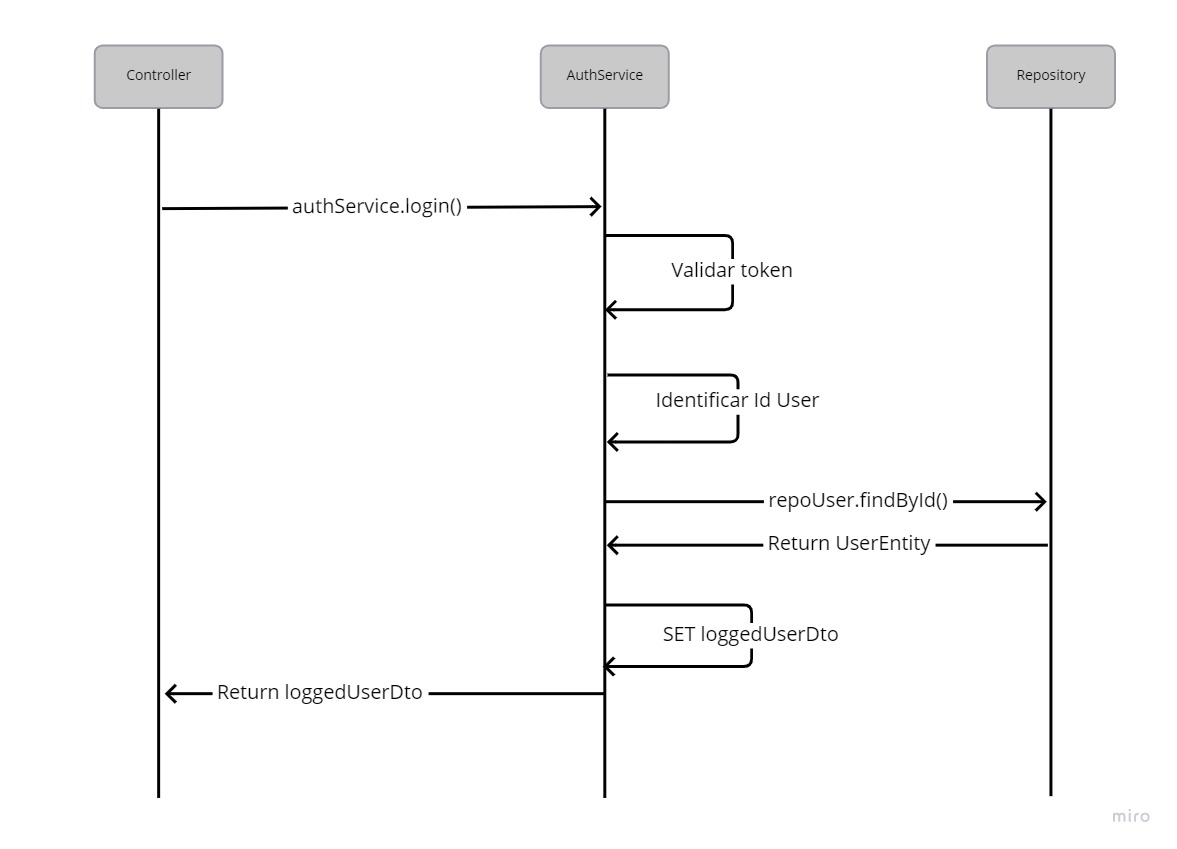 Controller
AuthService
Repository
authService.login()
Validar token
Identificar Id User
repoUser.findById()
Return UserEntity
SET loggedUserDto
Return loggedUserDto
miro